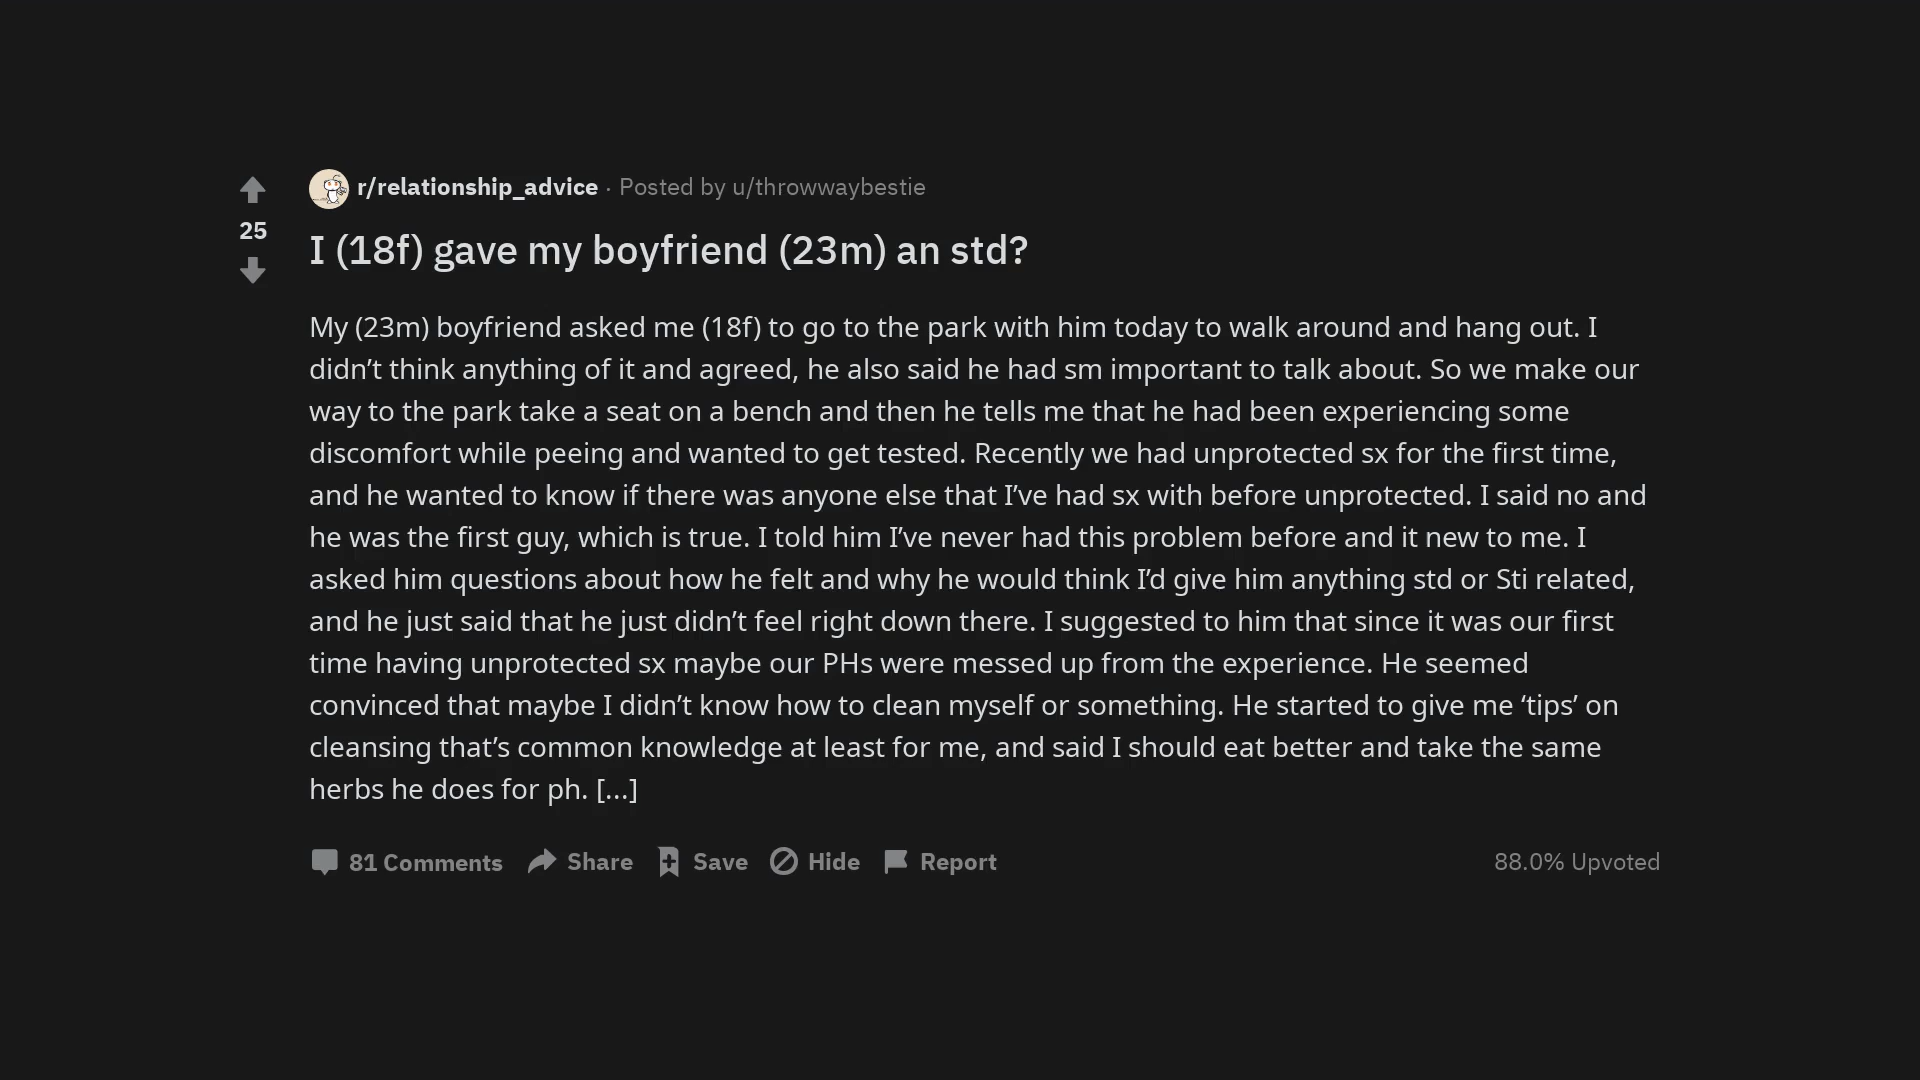 r/relationship_advice · Posted by u/throwwaybestie
25
I (18f) gave my boyfriend (23m) an std?
My (23m) boyfriend asked me (18f) to go to the park with him today to walk around and hang out. I
didn’t think anything of it and agreed, he also said he had sm important to talk about. So we make our
way to the park take a seat on a bench and then he tells me that he had been experiencing some
discomfort while peeing and wanted to get tested. Recently we had unprotected sx for the first time,
and he wanted to know if there was anyone else that I’ve had sx with before unprotected. I said no and
he was the first guy, which is true. I told him I’ve never had this problem before and it new to me. I
asked him questions about how he felt and why he would think I’d give him anything std or Sti related,
and he just said that he just didn’t feel right down there. I suggested to him that since it was our first
time having unprotected sx maybe our PHs were messed up from the experience. He seemed
convinced that maybe I didn’t know how to clean myself or something. He started to give me ‘tips’ on
cleansing that’s common knowledge at least for me, and said I should eat better and take the same
herbs he does for ph. [...]
81 Comments Share Save Hide Report 88.0% Upvoted